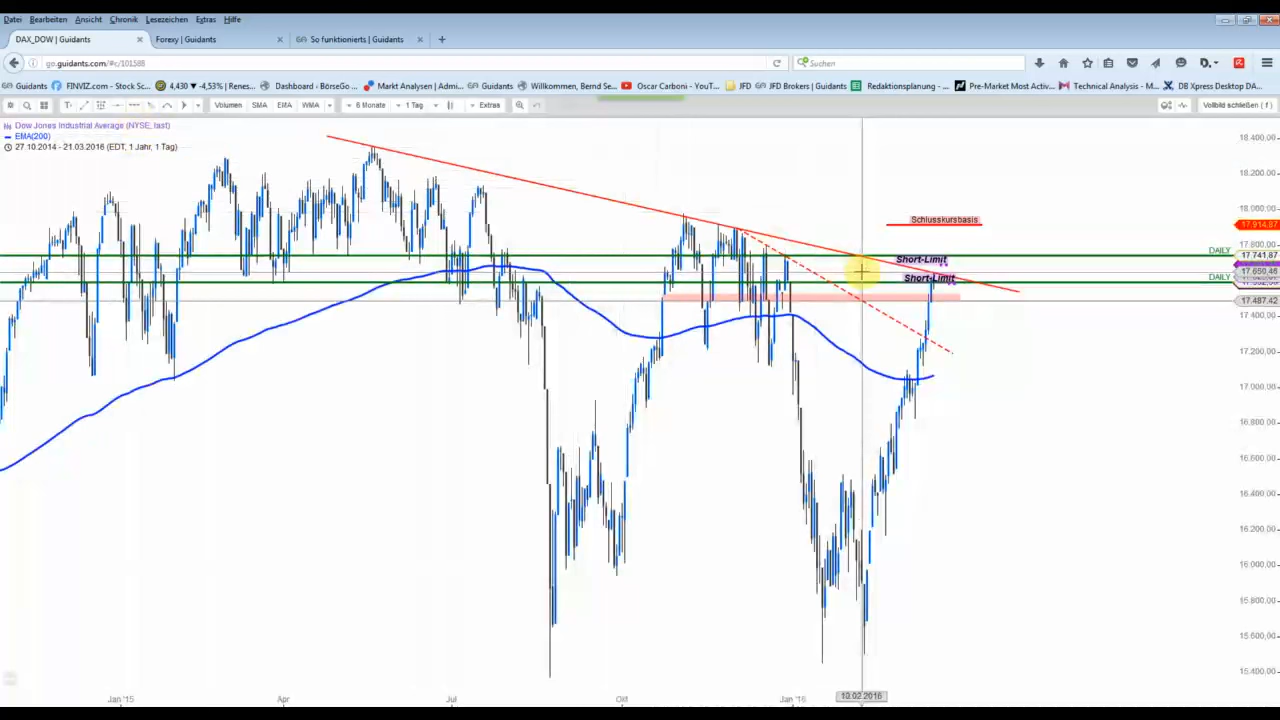 Datei Bearbeiten Ansicht Chronik Lesezeichen Extras Hilfe
DAX_DOW | Guidants × Forexy | Guidants × So funktionierts | Guidants × +
go.guidants.com/#c/101588 Suchen
Guidants FINVIZ.com - Stock Sc... 4,430 ▾ -4,53% | Renes... Dashboard ‹ BörseGo ... Markt Analysen | Admi... Guidants Willkommen, Bernd Se... Oscar Carboni - YouT... JFD JFD Brokers | Guidants Redaktionsplanung - ... Pre-Market Most Activ... Technical Analysis - M... DB Xpress Desktop DA...
T Volumen SMA EMA WMA 6 Monate 1 Tag Extras Vollbild schließen ( f )
Dow Jones Industrial Average (NYSE, last)
EMA(200)
27.10.2014 - 21.03.2016 (EDT, 1 Jahr, 1 Tag)
18.400,00
18.200,00
18.000,00
Schlusskursbasis
17.914,87
17.800,00
DAILY
17.741,87
Short-Limit
17.650,46
DAILY
Short-Limit
17.487,42
17.400,00
17.200,00
17.000,00
16.800,00
16.600,00
16.400,00
16.200,00
16.000,00
15.800,00
15.600,00
15.400,00
Jan '15 Apr Jul Okt Jan '16 10.02.2016